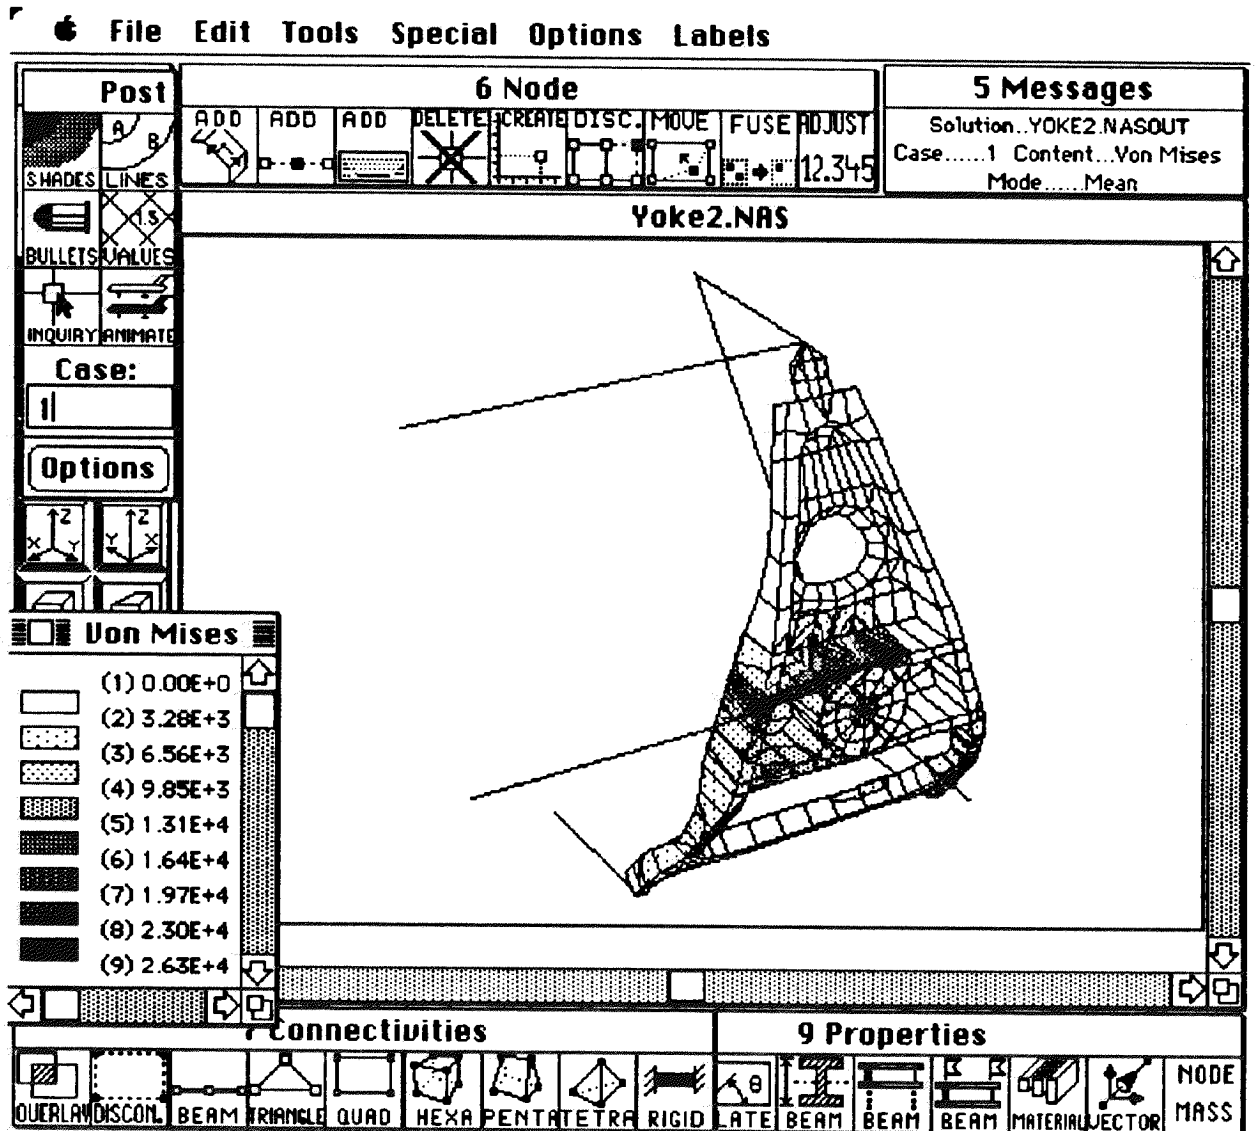 File Edit Tools Special Options Labels
Post
SHADES LINES
A B
BULLETS VALUES
1.3
INQUIRY ANIMATE
Case:
1
Options
Z X Y
Z Y X
6 Node
ADD ADD ADD DELETE CREATE DISC. MOVE FUSE ADJUST
12.345
5 Messages
Solution..YOKE2.NASOUT
Case.....1 Content...Von Mises
Mode......Mean
Yoke2.NAS
Von Mises
(1) 0.00E+0
(2) 3.28E+3
(3) 6.56E+3
(4) 9.85E+3
(5) 1.31E+4
(6) 1.64E+4
(7) 1.97E+4
(8) 2.30E+4
(9) 2.63E+4
Connectivities
OVERLAY DISCON. BEAM TRIANGLE QUAD HEXA PENTA TETRA RIGID
9 Properties
θ
LATE BEAM BEAM BEAM MATERIAL VECTOR
NODE
MASS